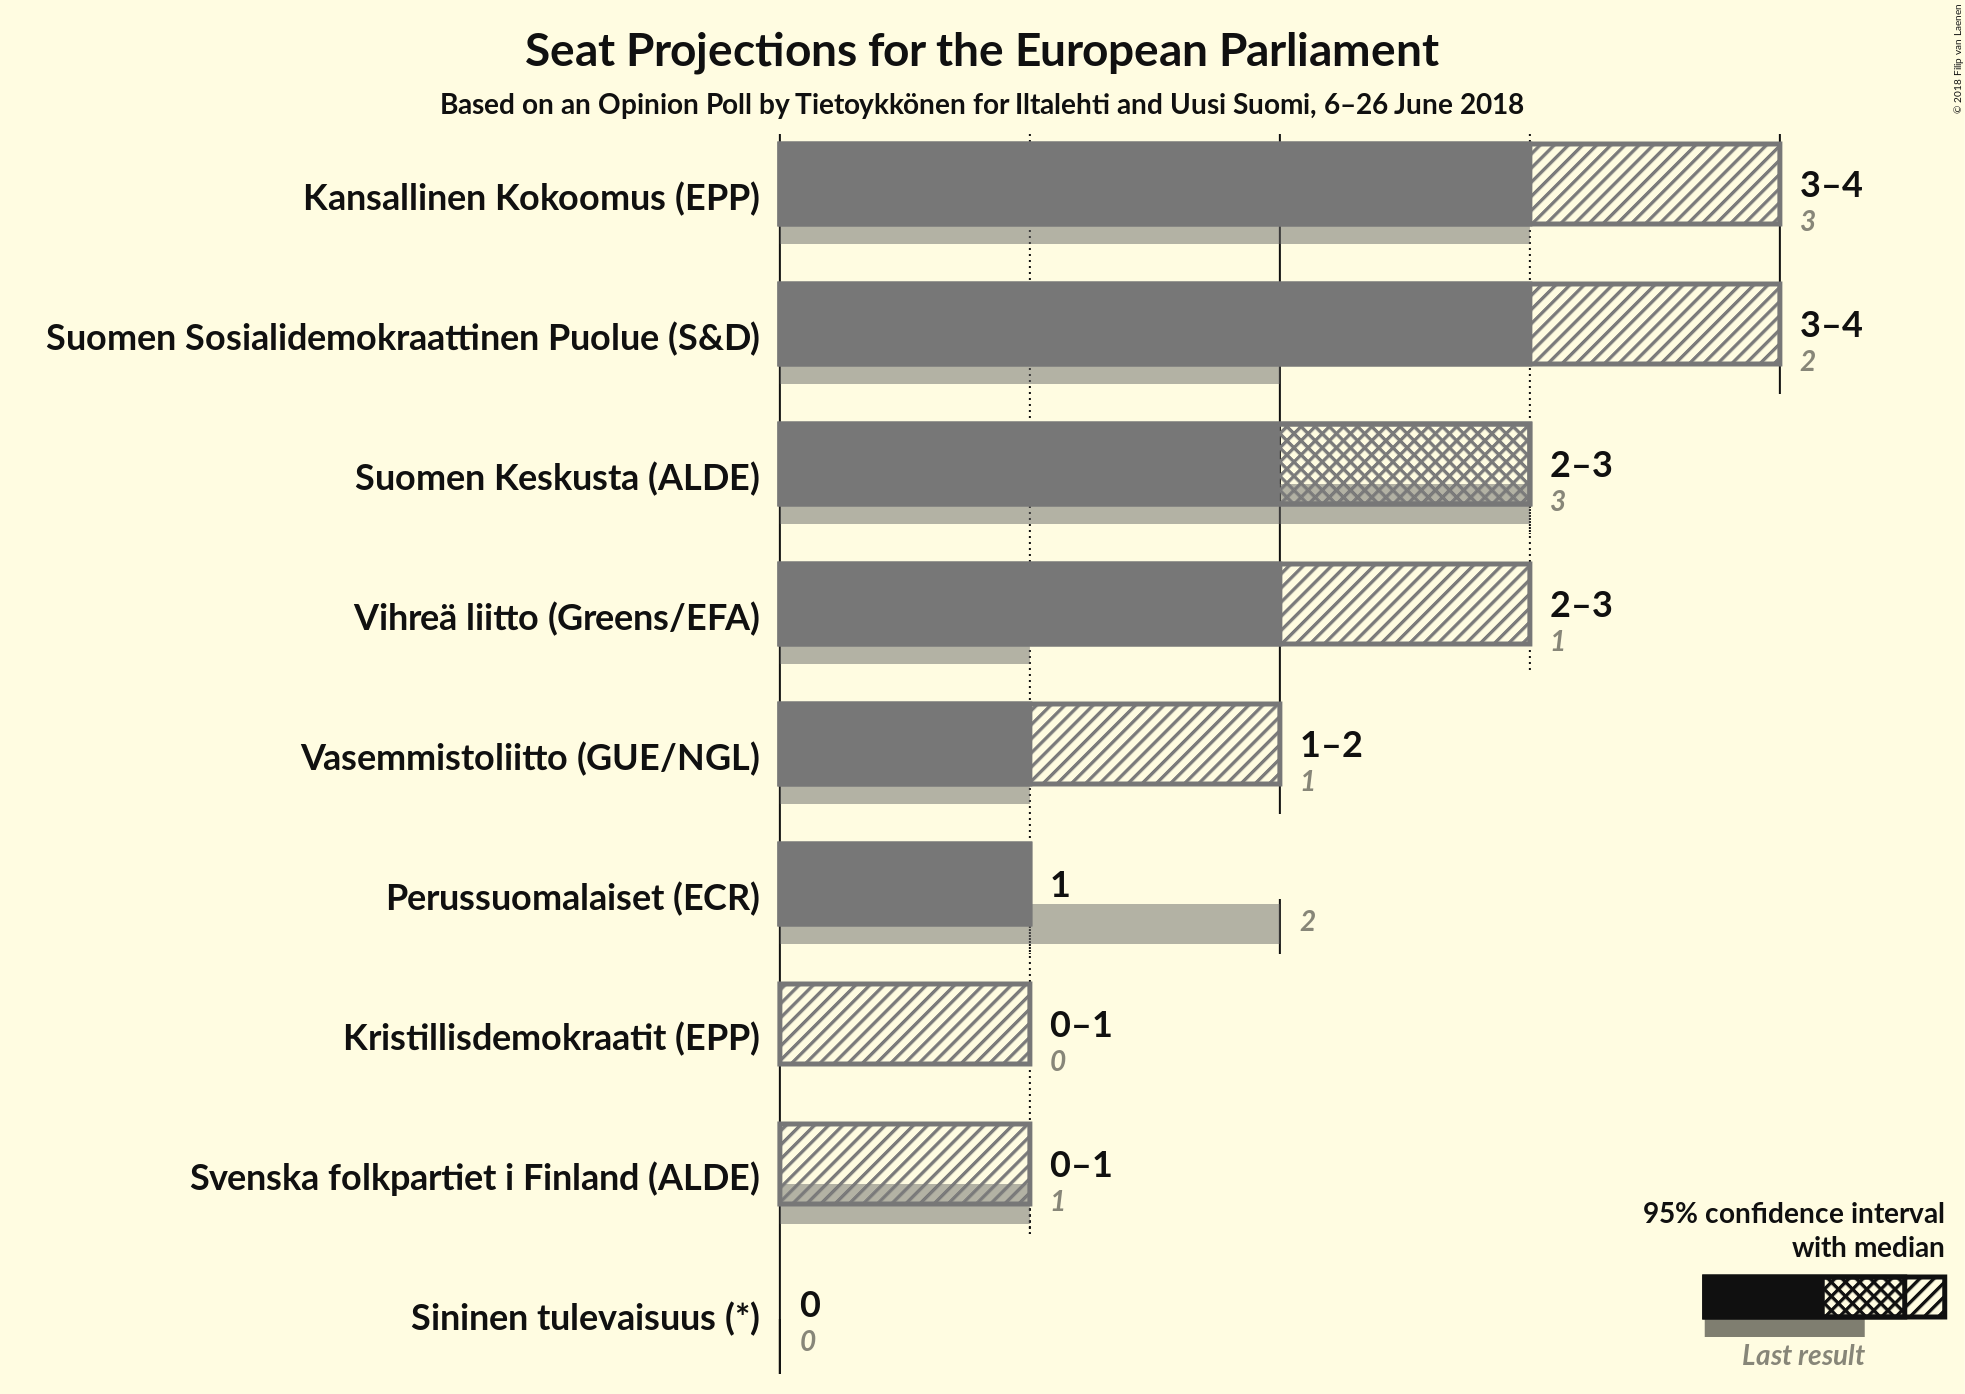 Seat Projections for the European Parliament
Based on an Opinion Poll by Tietoykkönen for Iltalehti and Uusi Suomi, 6–26 June 2018
© 2018 Filip van Laenen
Kansallinen Kokoomus (EPP)
3–4
3
Suomen Sosialidemokraattinen Puolue (S&D)
3–4
2
Suomen Keskusta (ALDE)
2–3
3
Vihreä liitto (Greens/EFA)
2–3
1
Vasemmistoliitto (GUE/NGL)
1–2
1
Perussuomalaiset (ECR)
1
2
Kristillisdemokraatit (EPP)
0–1
0
Svenska folkpartiet i Finland (ALDE)
0–1
1
Sininen tulevaisuus (*)
0
0
95% confidence interval
with median
Last result